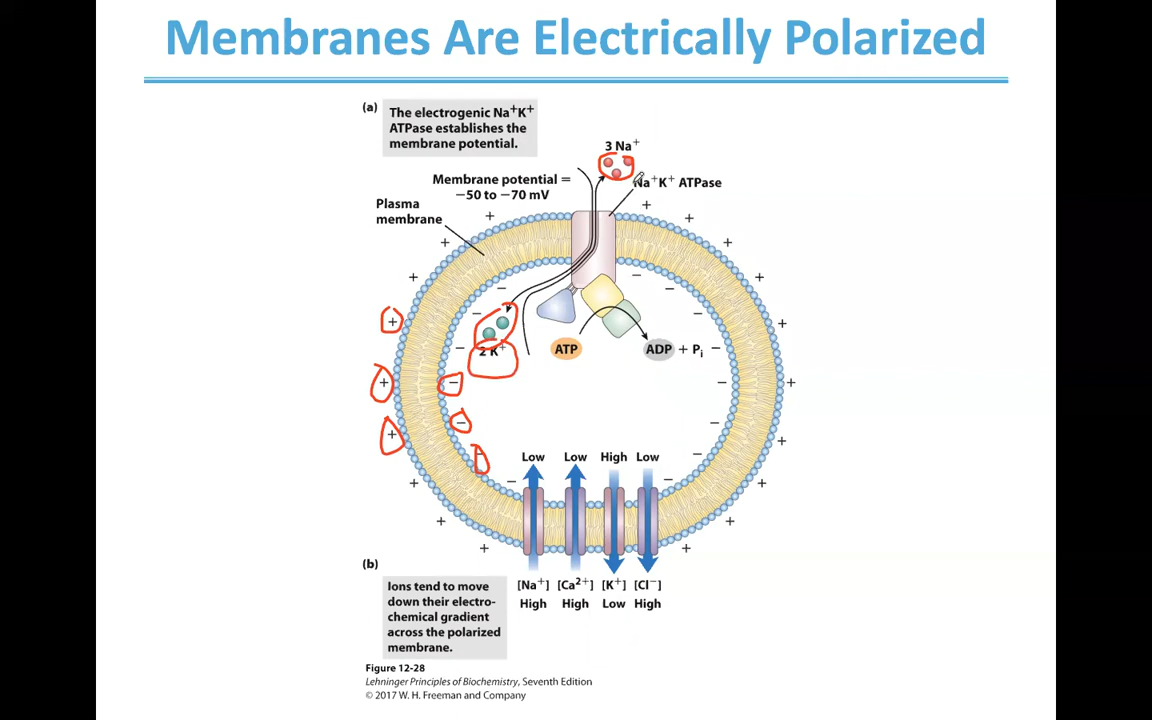 Membranes Are Electrically Polarized
(a)
The electrogenic Na⁺K⁺
ATPase establishes the
membrane potential.
3 Na⁺
Na⁺K⁺ ATPase
Membrane potential =
−50 to −70 mV
Plasma
membrane
+ + + + + + + + + + + + + + + + + + +
− − − − − − − − − − − − − − − −
2 K⁺
ATP
ADP + Pᵢ
Low Low High Low
[Na⁺] [Ca²⁺] [K⁺] [Cl⁻]
High High Low High
(b)
Ions tend to move
down their electro-
chemical gradient
across the polarized
membrane.
Figure 12-28
Lehninger Principles of Biochemistry, Seventh Edition
© 2017 W. H. Freeman and Company